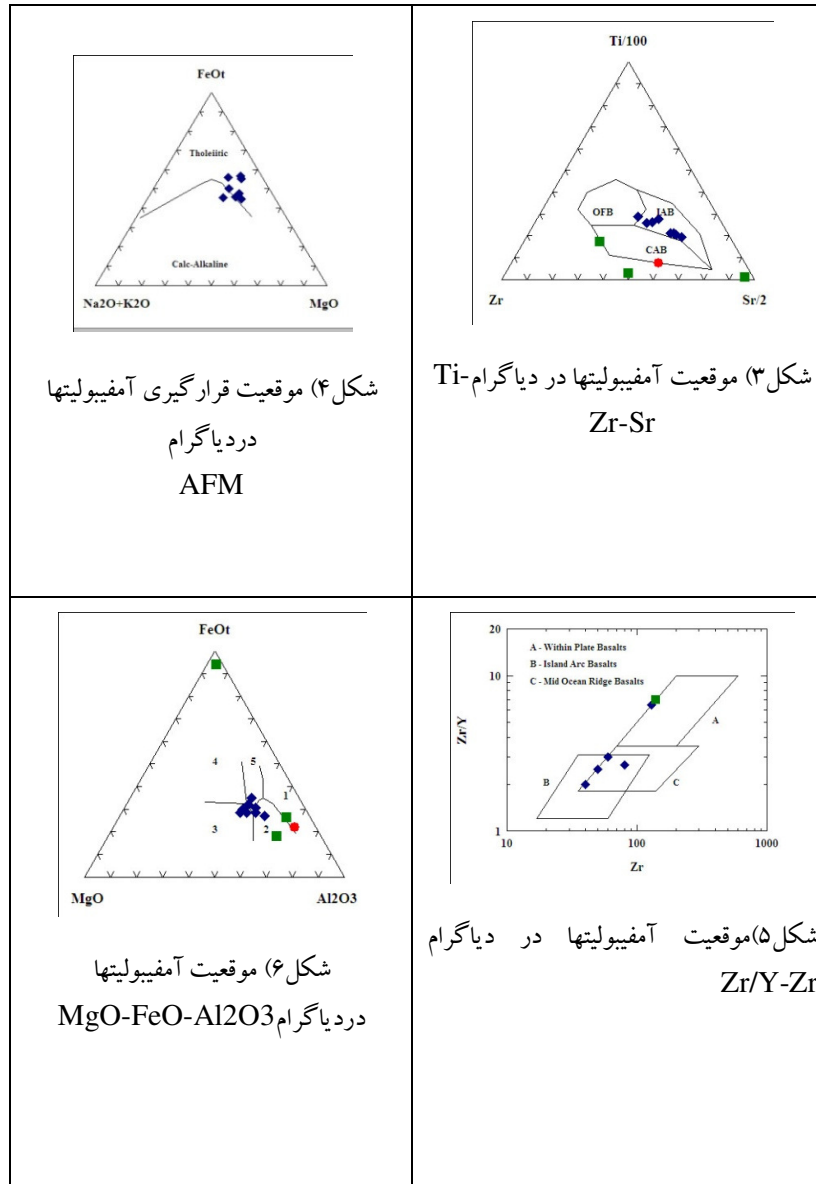 Ti/100
OFB
IAB
CAB
Zr
Sr/2
شکل۳) موقعیت آمفیبولیتها در دیاگرام Ti-
Zr-Sr
FeOt
Tholeiitic
Calc-Alkaline
Na2O+K2O
MgO
شکل۴) موقعیت قرارگیری آمفیبولیتها
دردیاگرام
AFM
20
A - Within Plate Basalts
B - Island Arc Basalts
C - Mid Ocean Ridge Basalts
10
Zr/Y
A
B
C
1
10
100
1000
Zr
شکل۵)موقعیت آمفیبولیتها در دیاگرام
Zr/Y-Zr
FeOt
4
5
1
3
2
MgO
Al2O3
شکل۶) موقعیت آمفیبولیتها
دردیاگرامMgO-FeO-Al2O3